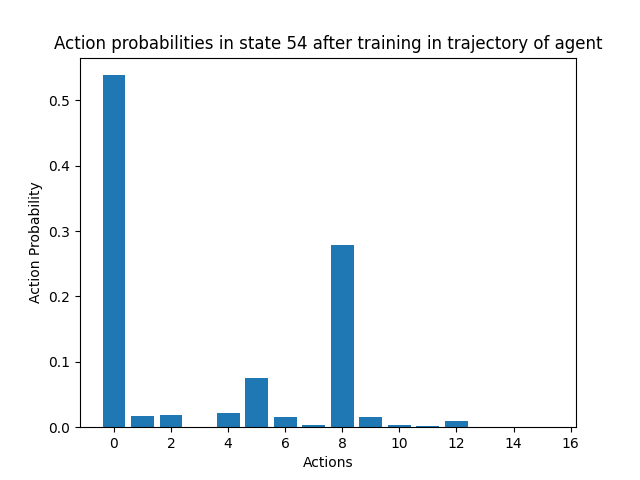 Action probabilities in state 54 after training in trajectory of agent
0.5
0.4
0.3
0.2
0.1
0.0
Action Probability
0 2 4 6 8 10 12 14 16
Actions